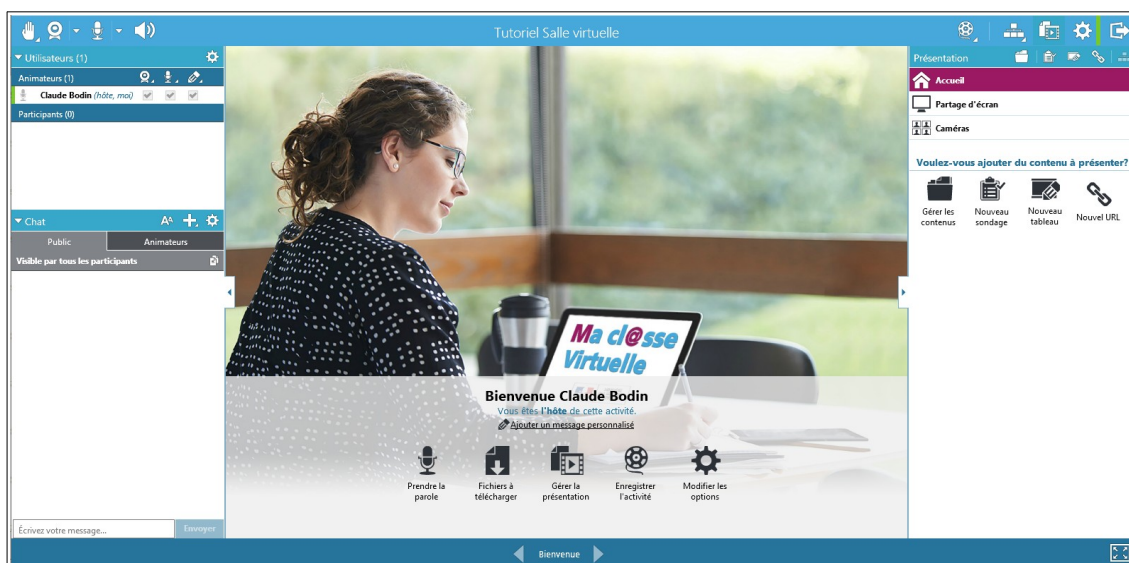 Tutoriel Salle virtuelle
Utilisateurs (1)
Animateurs (1)
Claude Bodin (hôte, moi)
Participants (0)
Chat
AA
Public
Animateurs
Visible par tous les participants
Écrivez votre message...
Envoyer
Ma cl@sse
Virtuelle
Bienvenue Claude Bodin
Vous êtes l'hôte de cette activité.
Ajouter un message personnalisé
Prendre la
parole
Fichiers à
télécharger
Gérer la
présentation
Enregistrer
l'activité
Modifier les
options
Bienvenue
Présentation
Accueil
Partage d'écran
Caméras
Voulez-vous ajouter du contenu à présenter?
Gérer les
contenus
Nouveau
sondage
Nouveau
tableau
Nouvel URL